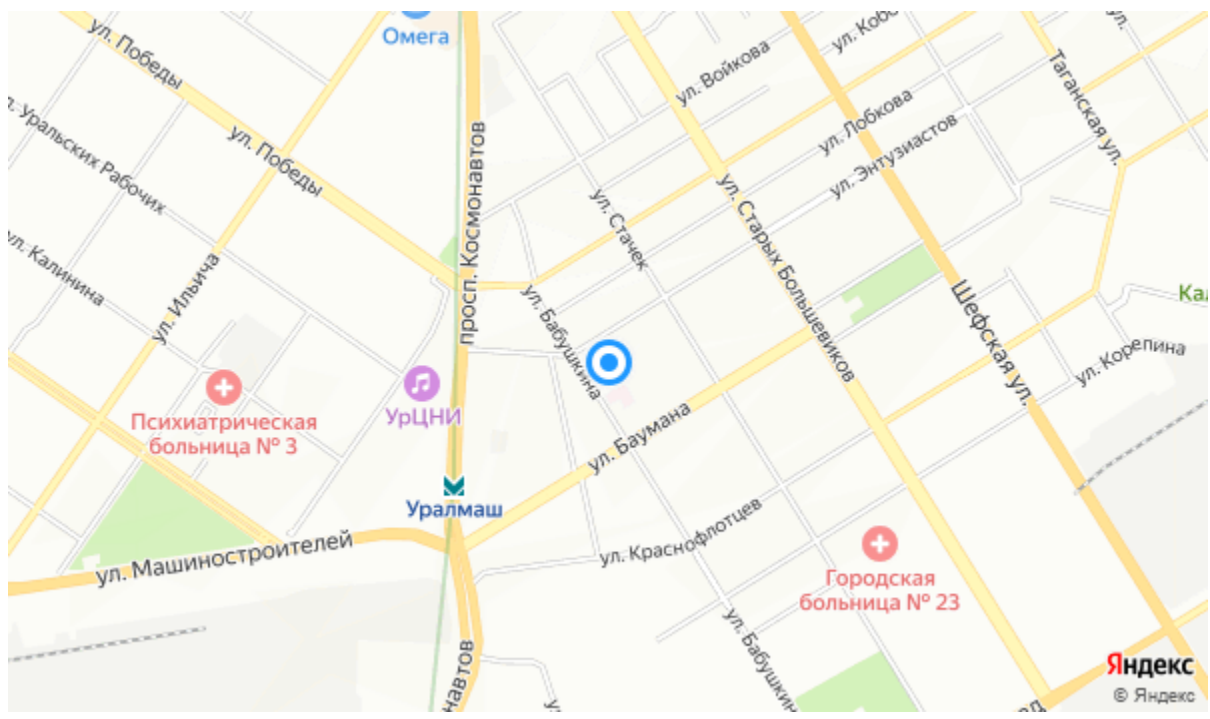 Омега
ул. Победы
ул. Войкова
ул. Кобо
Таганская ул.
ул.
ул. Уральских Рабочих
ул. Победы
просп. Космонавтов
ул. Лобкова
ул. Энтузиастов
ул. Стачек
ул. Старых Большевиков
ул. Калинина
ул. Ильича
ул. Бабушкина
Шефская ул.
Ка
ул. Корепина
УрЦНИ
Психиатрическая
больница № 3
ул. Баумана
Уралмаш
ул. Машиностроителей
ул. Краснофлотцев
Городская
больница № 23
ул. Бабушкин
навтов
Яндекс
© Яндекс